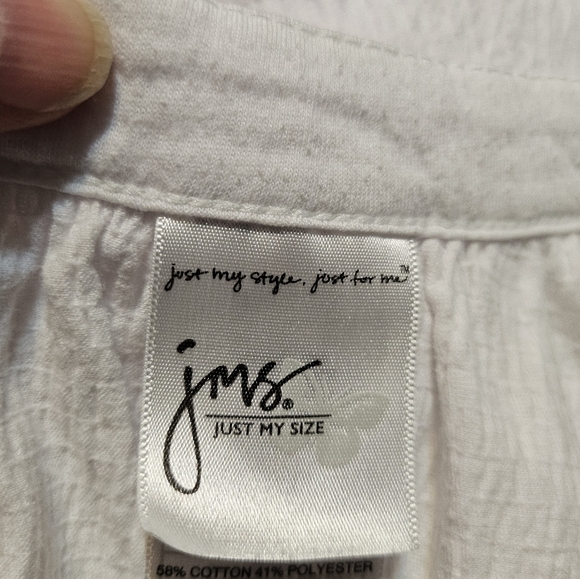 just my style, just for me™
jms®
JUST MY SIZE
58% COTTON 41% POLYESTER